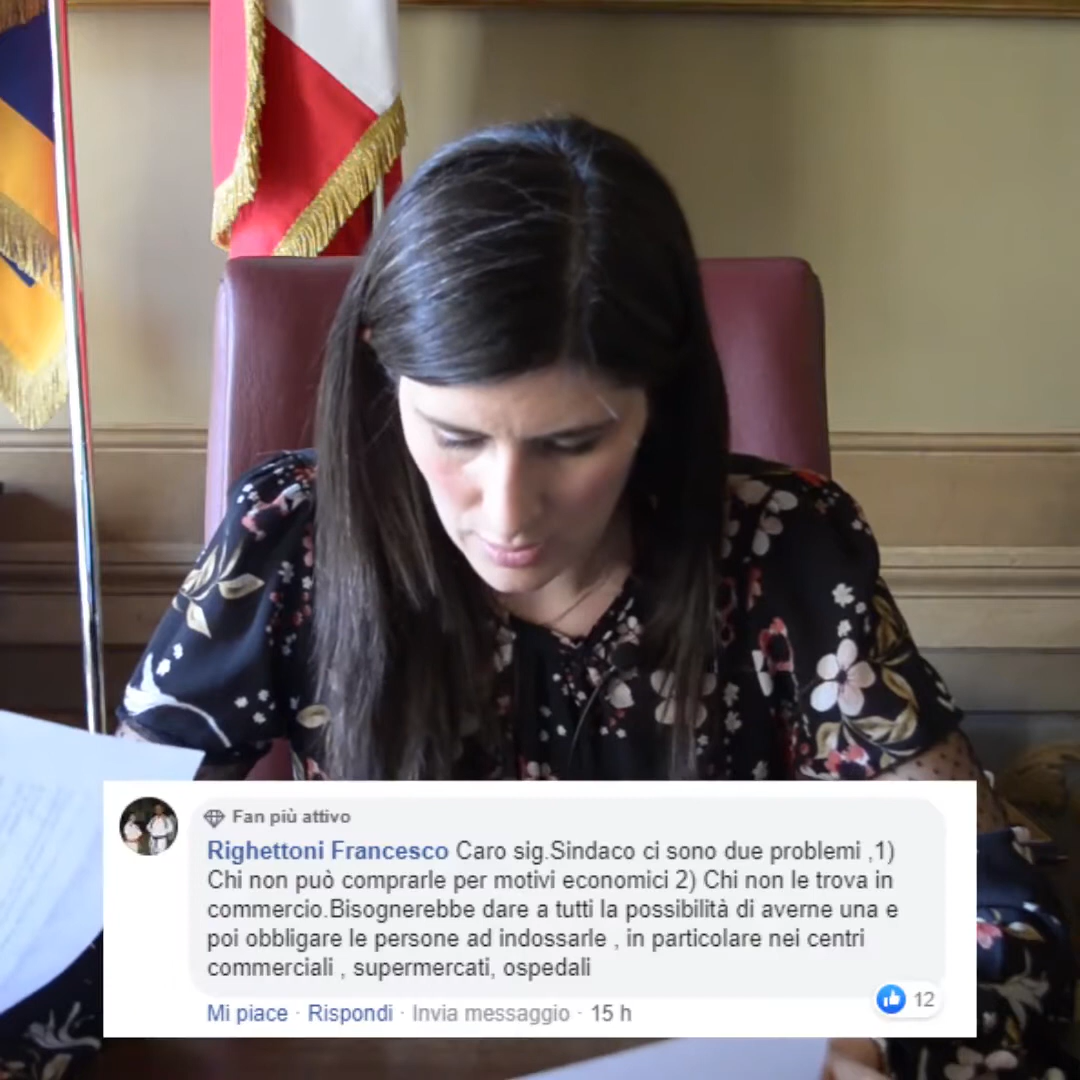 Fan più attivo
Righettoni Francesco Caro sig.Sindaco ci sono due problemi ,1)
Chi non può comprarle per motivi economici 2) Chi non le trova in
commercio.Bisognerebbe dare a tutti la possibilità di averne una e
poi obbligare le persone ad indossarle , in particolare nei centri
commerciali , supermercati, ospedali
Mi piace · Rispondi · Invia messaggio · 15 h
12